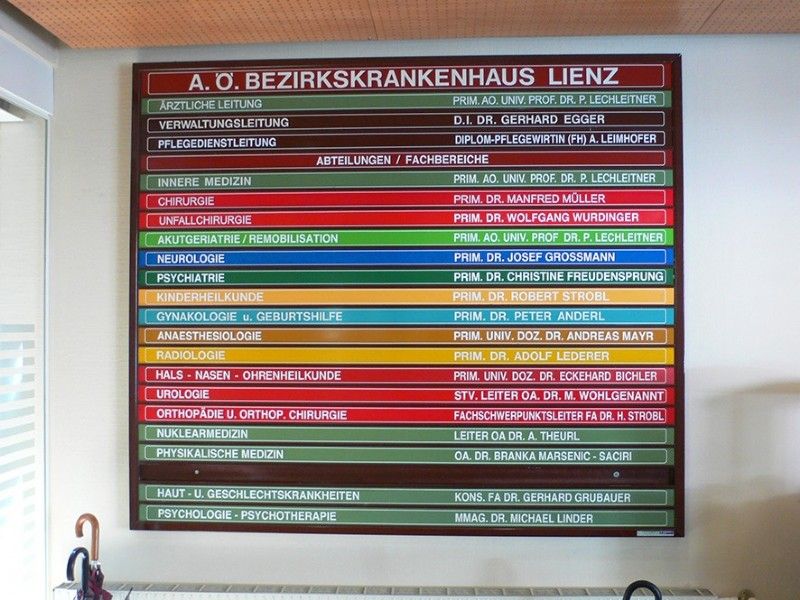 A. Ö. BEZIRKSKRANKENHAUS LIENZ
ÄRZTLICHE LEITUNG PRIM. AO. UNIV. PROF. DR. P. LECHLEITNER
VERWALTUNGSLEITUNG D.I. DR. GERHARD EGGER
PFLEGEDIENSTLEITUNG DIPLOM-PFLEGEWIRTIN (FH) A. LEIMHOFER
ABTEILUNGEN / FACHBEREICHE
INNERE MEDIZIN PRIM. AO. UNIV. PROF. DR. P. LECHLEITNER
CHIRURGIE PRIM. DR. MANFRED MÜLLER
UNFALLCHIRURGIE PRIM. DR. WOLFGANG WURDINGER
AKUTGERIATRIE / REMOBILISATION PRIM. AO. UNIV. PROF DR. P. LECHLEITNER
NEUROLOGIE PRIM. DR. JOSEF GROSSMANN
PSYCHIATRIE PRIM. DR. CHRISTINE FREUDENSPRUNG
KINDERHEILKUNDE PRIM. DR. ROBERT STROBL
GYNAKOLOGIE u. GEBURTSHILFE PRIM. DR. PETER ANDERL
ANAESTHESIOLOGIE PRIM. UNIV. DOZ. DR. ANDREAS MAYR
RADIOLOGIE PRIM. DR. ADOLF LEDERER
HALS - NASEN - OHRENHEILKUNDE PRIM. UNIV. DOZ. DR. ECKEHARD BICHLER
UROLOGIE STV. LEITER OA. DR. M. WOHLGENANNT
ORTHOPÄDIE U. ORTHOP. CHIRURGIE FACHSCHWERPUNKTSLEITER FA DR. H. STROBL
NUKLEARMEDIZIN LEITER OA DR. A. THEURL
PHYSIKALISCHE MEDIZIN OA. DR. BRANKA MARSENIC - SACIRI
HAUT - U. GESCHLECHTSKRANKHEITEN KONS. FA DR. GERHARD GRUBAUER
PSYCHOLOGIE - PSYCHOTHERAPIE MMAG. DR. MICHAEL LINDER